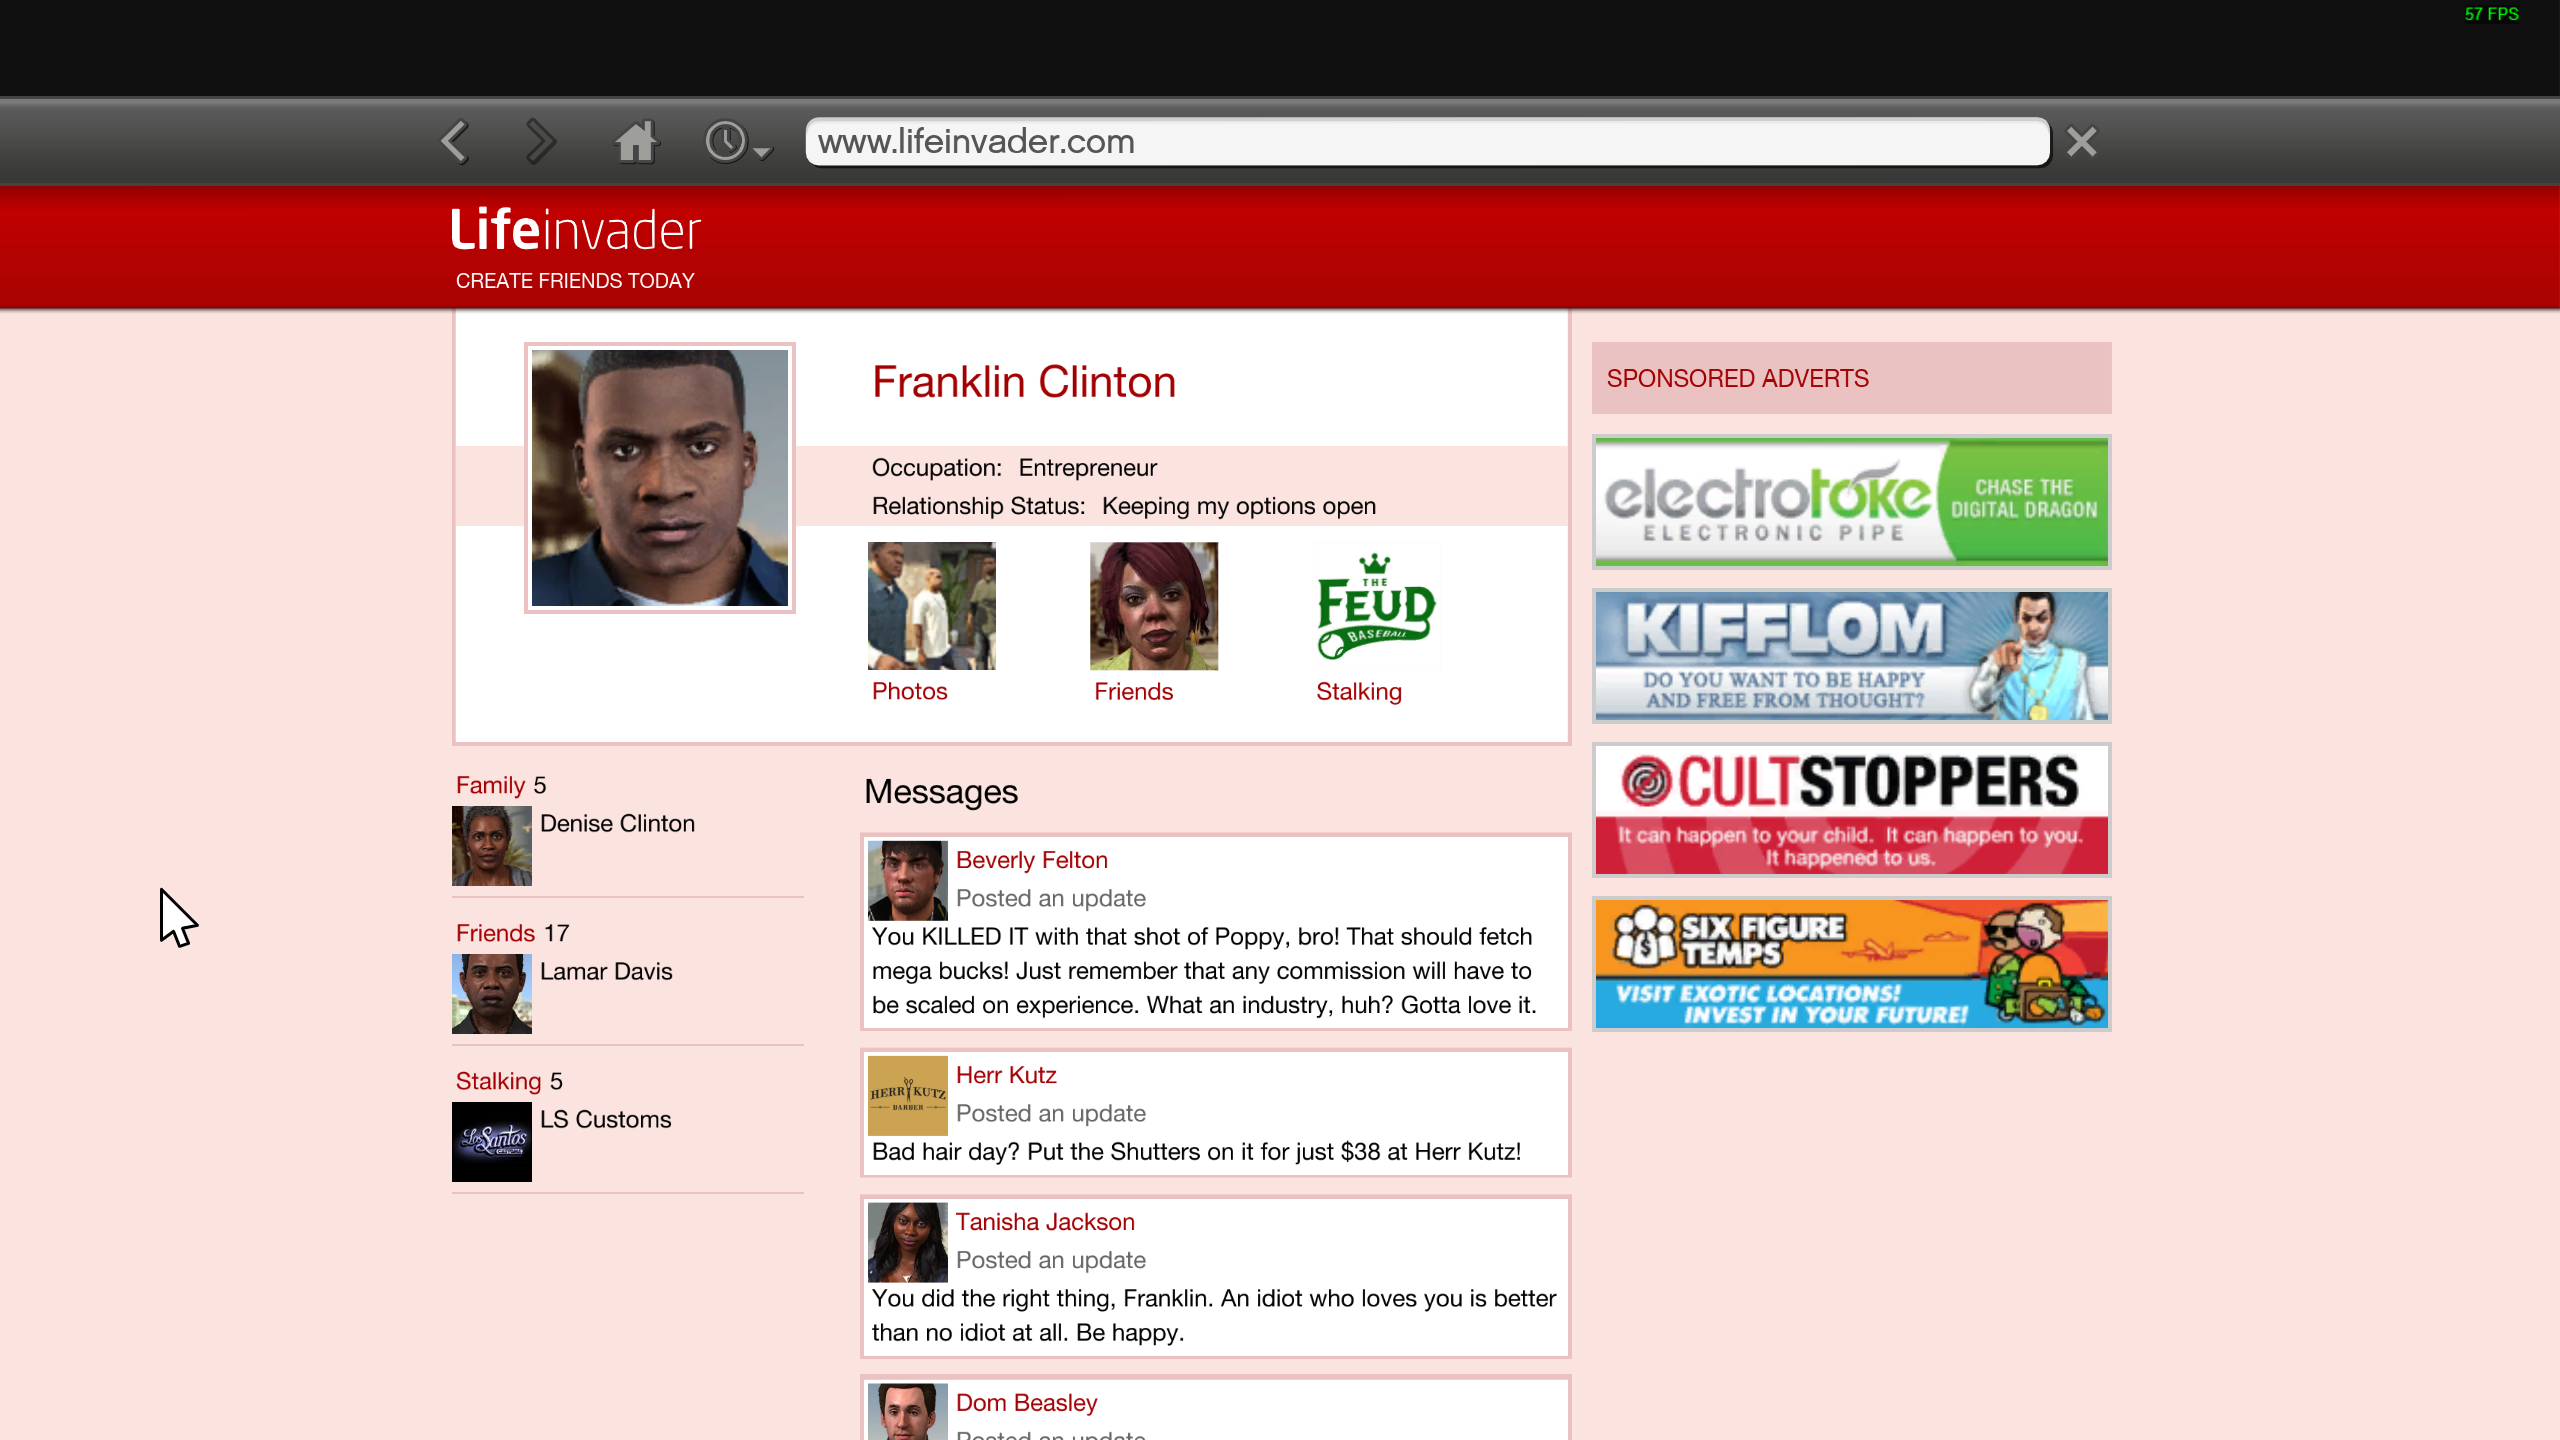 57 FPS
www.lifeinvader.com
Lifeinvader
CREATE FRIENDS TODAY
Franklin Clinton
Occupation: Entrepreneur
Relationship Status: Keeping my options open
THE
FEUD
BASEBALL
Photos
Friends
Stalking
Family 5
Denise Clinton
Friends 17
Lamar Davis
Stalking 5
Los Santos
LS Customs
Messages
Beverly Felton
Posted an update
You KILLED IT with that shot of Poppy, bro! That should fetch
mega bucks! Just remember that any commission will have to
be scaled on experience. What an industry, huh? Gotta love it.
HERR KUTZ
BARBER
Herr Kutz
Posted an update
Bad hair day? Put the Shutters on it for just $38 at Herr Kutz!
Tanisha Jackson
Posted an update
You did the right thing, Franklin. An idiot who loves you is better
than no idiot at all. Be happy.
Dom Beasley
Posted an update
SPONSORED ADVERTS
electrotoke
ELECTRONIC PIPE
CHASE THE
DIGITAL DRAGON
KIFFLOM
DO YOU WANT TO BE HAPPY
AND FREE FROM THOUGHT?
CULTSTOPPERS
It can happen to your child. It can happen to you.
It happened to us.
SIX FIGURE
TEMPS
VISIT EXOTIC LOCATIONS!
INVEST IN YOUR FUTURE!